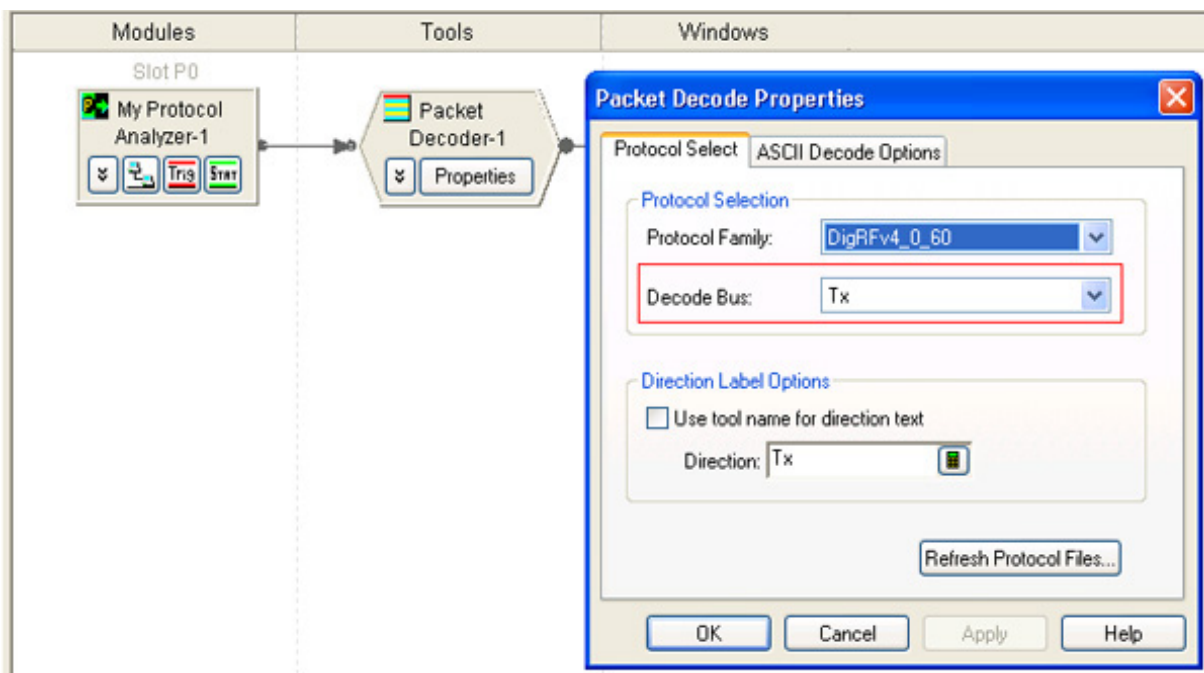 Modules Tools Windows
Slot P0
My Protocol
Analyzer-1
Trig
STAT
Packet
Decoder-1
Properties
Packet Decode Properties
Protocol Select
ASCII Decode Options
Protocol Selection
Protocol Family: DigRFv4_0_60
Decode Bus: Tx
Direction Label Options
Use tool name for direction text
Direction: Tx
Refresh Protocol Files...
OK Cancel Apply Help